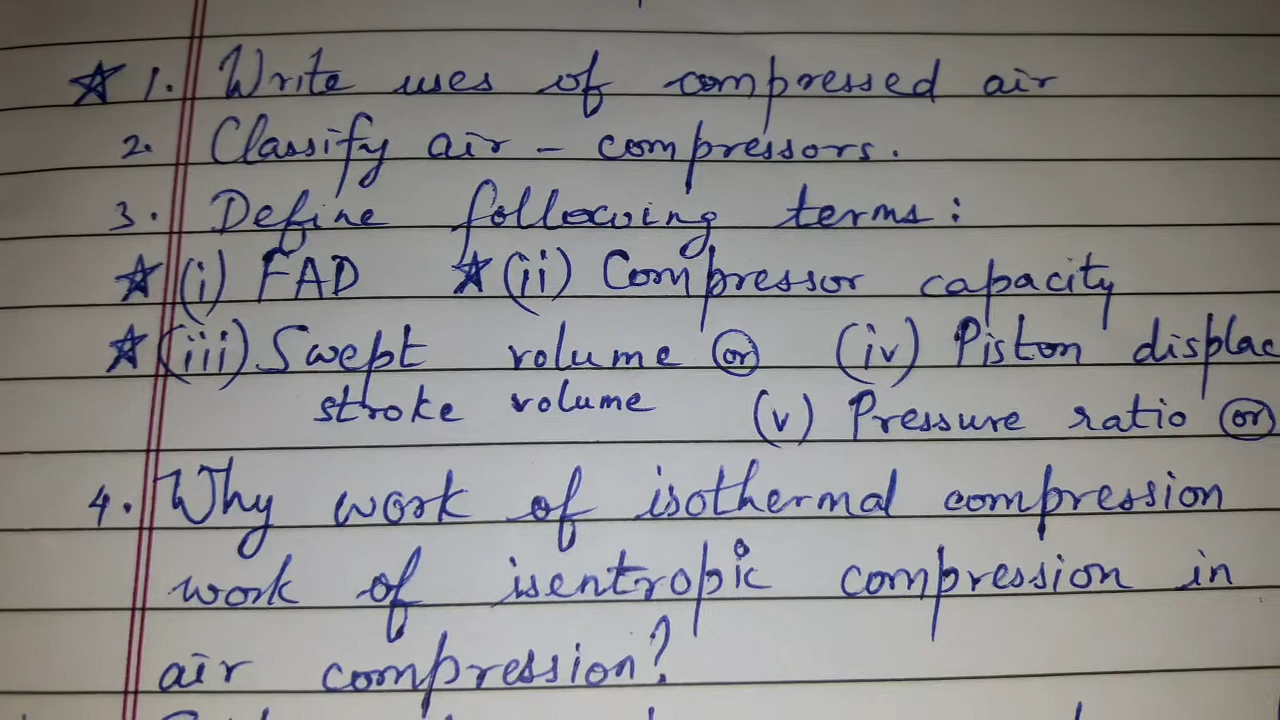 ☆ 1. Write uses of compressed air
2. Classify air - compressors.
3. Define following terms:
☆ (i) FAD ☆ (ii) Compressor capacity
☆ (iii) Swept volume or (iv) Piston displac
stroke volume (v) Pressure ratio or
4. Why work of isothermal compression
work of isentropic compression in
air compression?